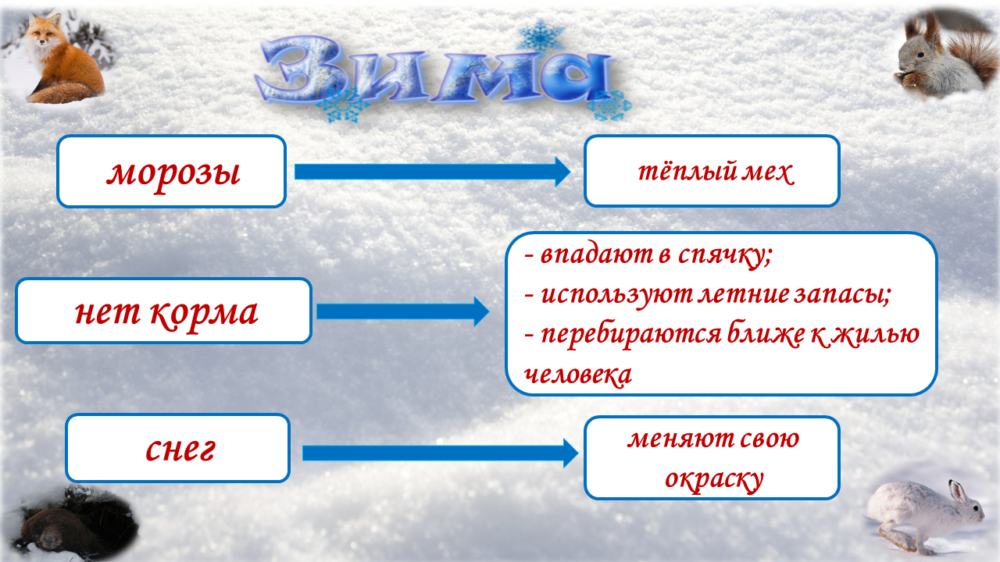 Зима
морозы
тёплый мех
нет корма
- впадают в спячку;
- используют летние запасы;
- перебираются ближе к жилью
человека
снег
меняют свою
окраску